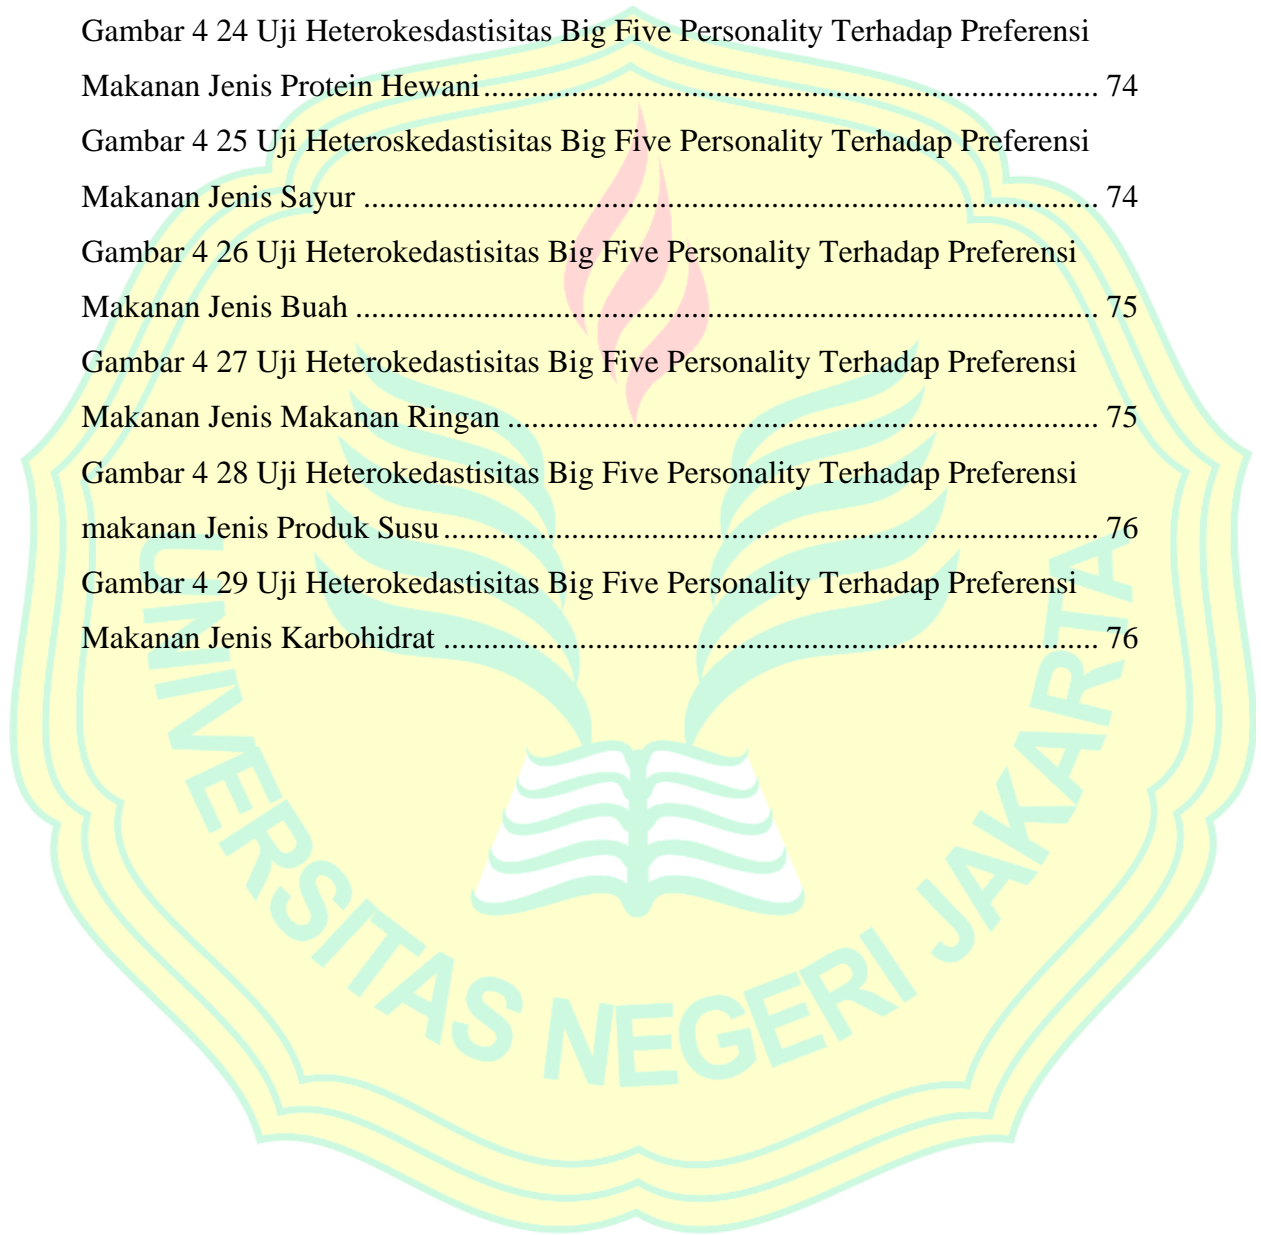 Gambar 4 24 Uji Heterokesdastisitas Big Five Personality Terhadap Preferensi
Makanan Jenis Protein Hewani.............................................................................. 74
Gambar 4 25 Uji Heteroskedastisitas Big Five Personality Terhadap Preferensi
Makanan Jenis Sayur ............................................................................................ 74
Gambar 4 26 Uji Heterokedastisitas Big Five Personality Terhadap Preferensi
Makanan Jenis Buah ............................................................................................. 75
Gambar 4 27 Uji Heterokedastisitas Big Five Personality Terhadap Preferensi
Makanan Jenis Makanan Ringan .......................................................................... 75
Gambar 4 28 Uji Heterokedastisitas Big Five Personality Terhadap Preferensi
makanan Jenis Produk Susu.................................................................................. 76
Gambar 4 29 Uji Heterokedastisitas Big Five Personality Terhadap Preferensi
Makanan Jenis Karbohidrat .................................................................................. 76
UNIVERSITAS NEGERI JAKARTA